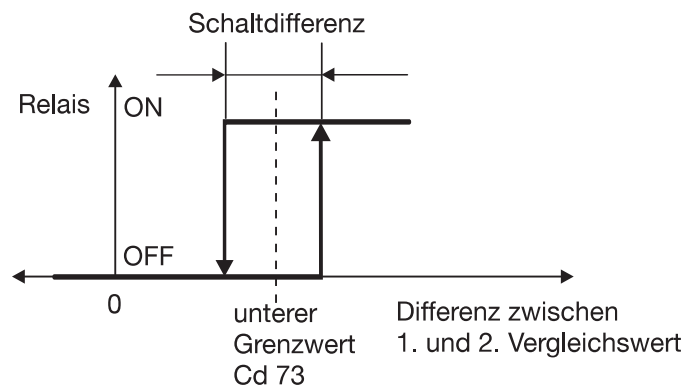 Schaltdifferenz
Relais
ON
OFF
0
unterer
Grenzwert
Cd 73
Differenz zwischen
1. und 2. Vergleichswert